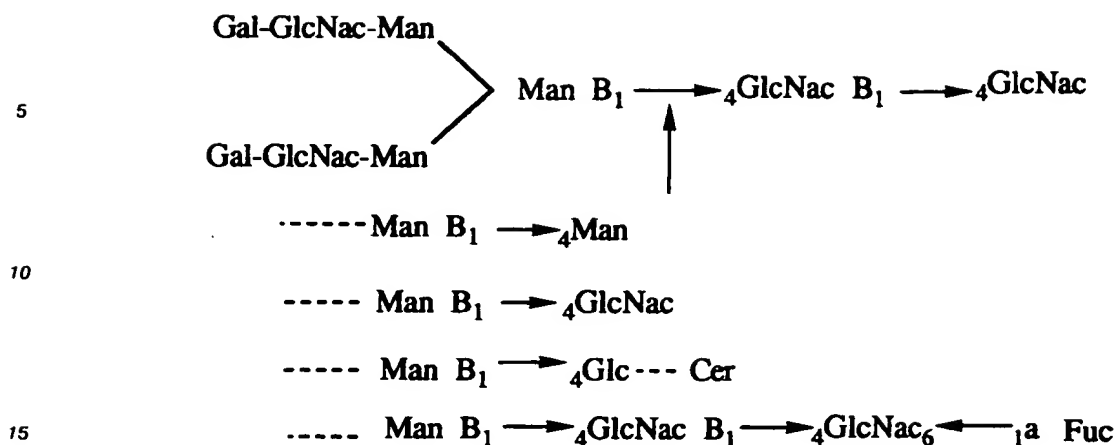 Gal-GlcNac-Man
5 Man B₁ ⟶ ₄GlcNac B₁ ⟶ ₄GlcNac
Gal-GlcNac-Man
------ Man B₁ ⟶ ₄Man
10
----- Man B₁ ⟶ ₄GlcNac
----- Man B₁ ⟶ ₄Glc --- Cer
15 ----- Man B₁ ⟶ ₄GlcNac B₁ ⟶ ₄GlcNac₆ ⟵ ₁a Fuc